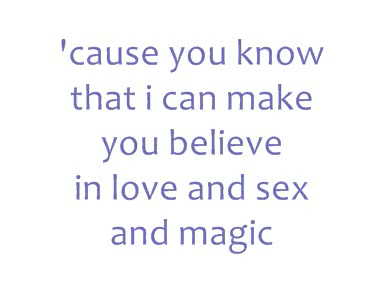 'cause you know
that i can make
you believe
in love and sex
and magic